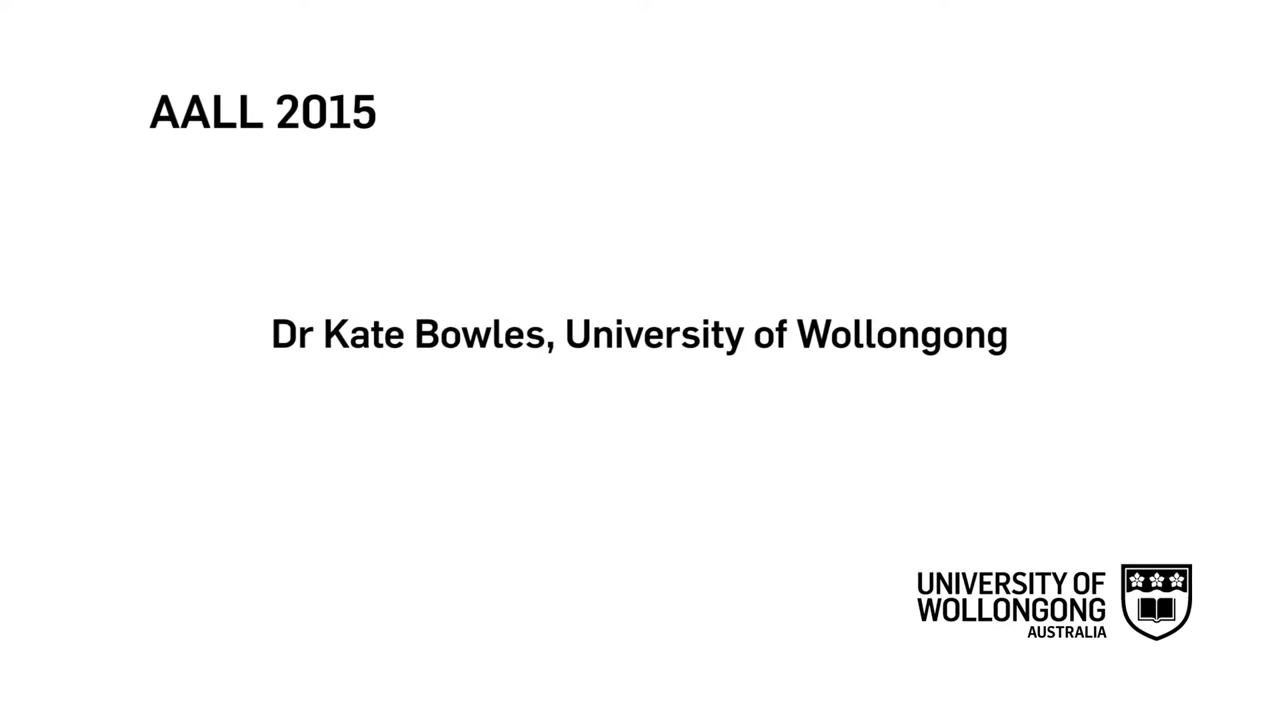 AALL 2015
Dr Kate Bowles, University of Wollongong
UNIVERSITY OF
WOLLONGONG
AUSTRALIA